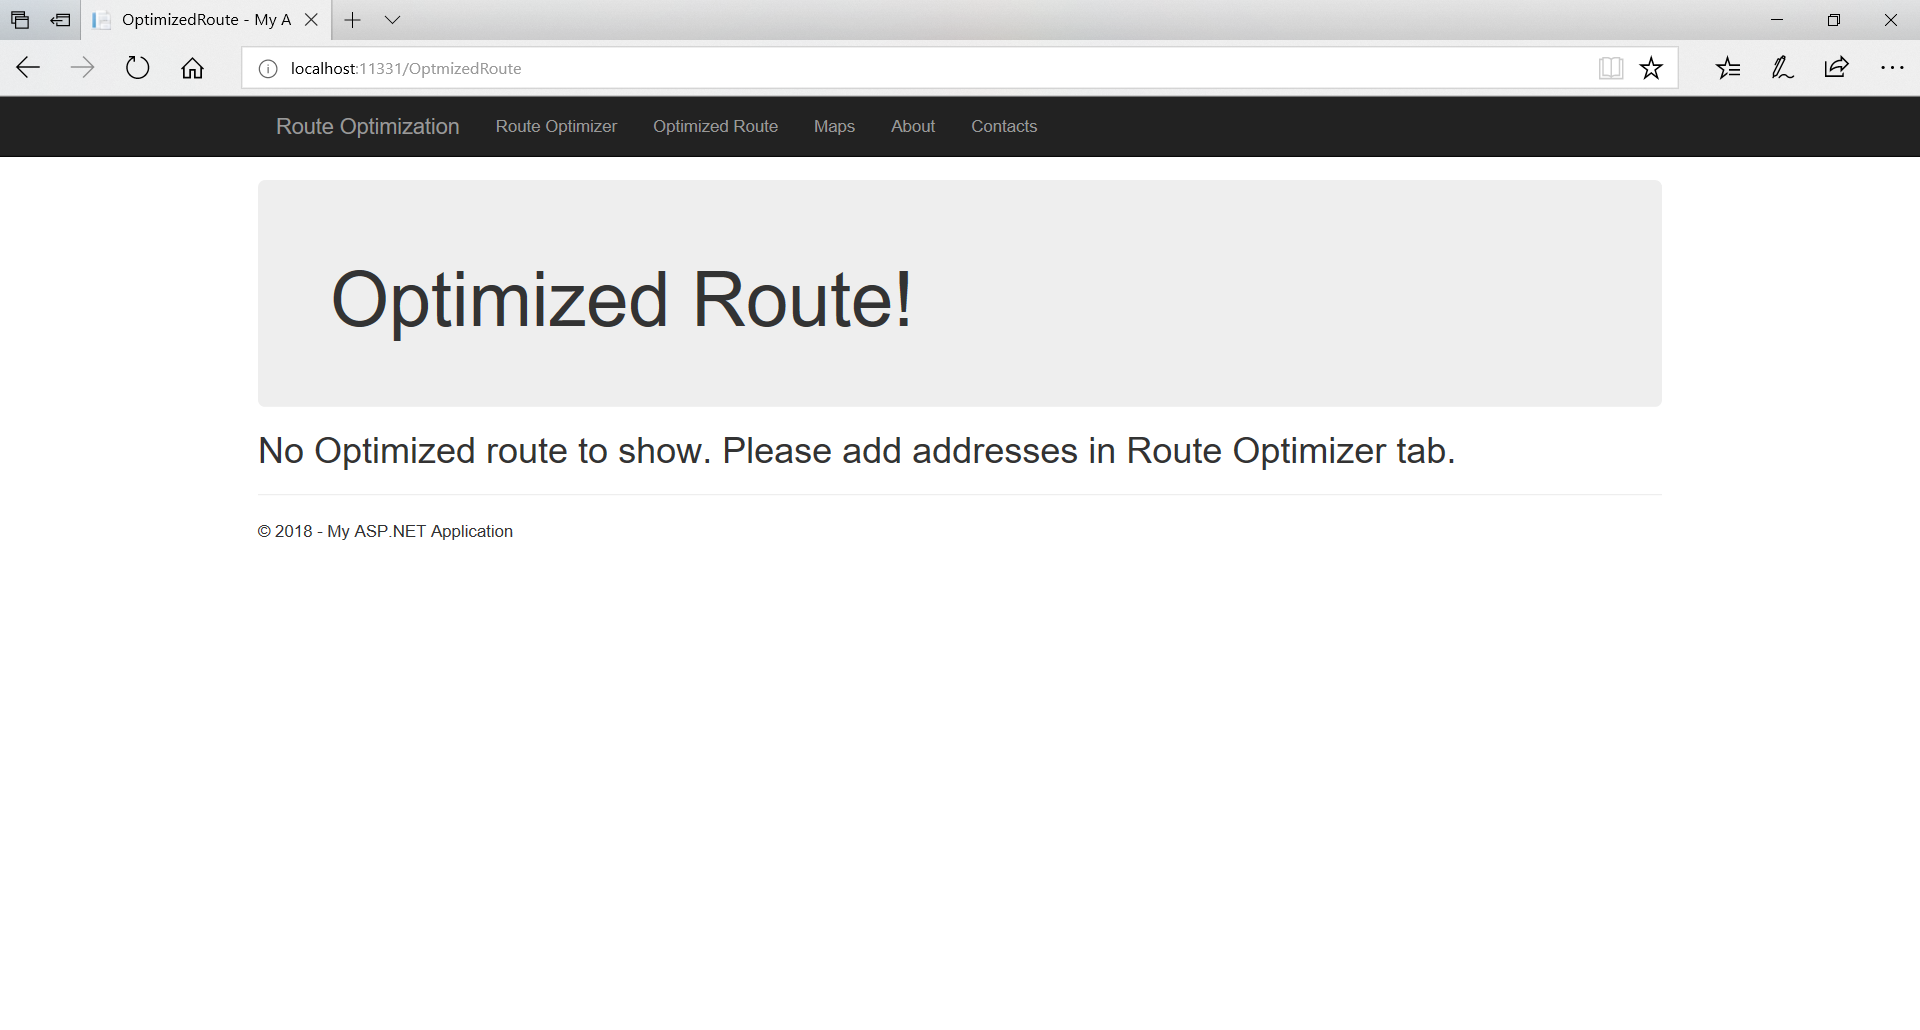 OptimizedRoute - My A
localhost:11331/OptmizedRoute
Route Optimization Route Optimizer Optimized Route Maps About Contacts
Optimized Route!
No Optimized route to show. Please add addresses in Route Optimizer tab.
© 2018 - My ASP.NET Application